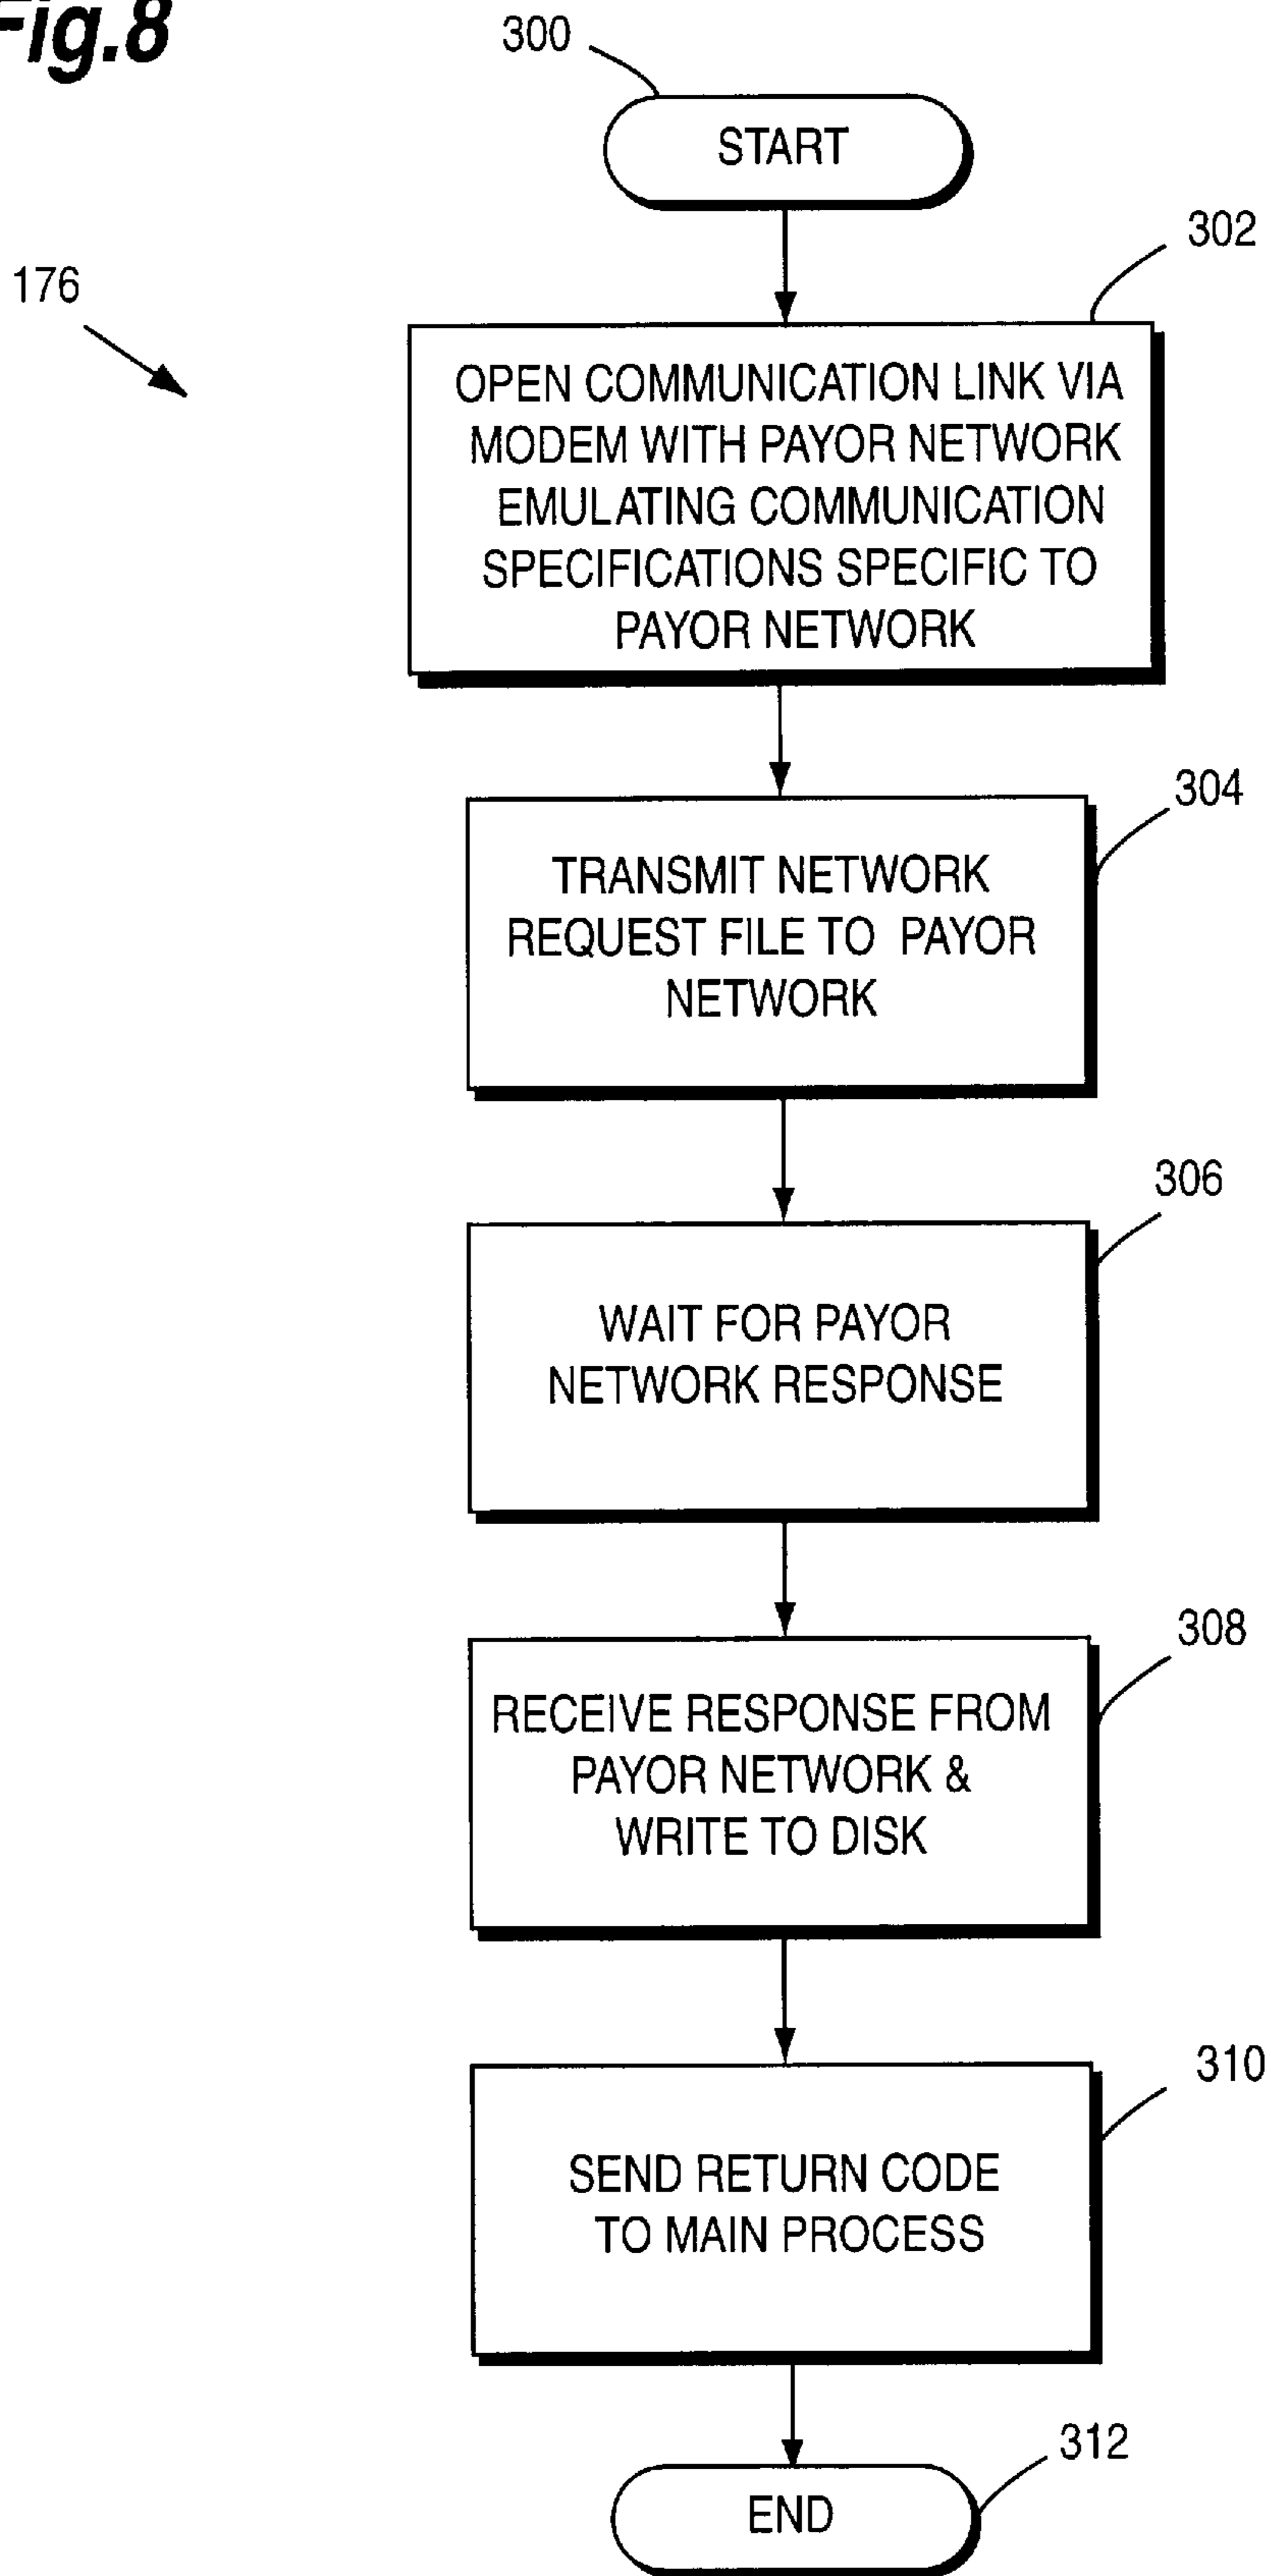 Fig.8
300
START
302
176
OPEN COMMUNICATION LINK VIA
MODEM WITH PAYOR NETWORK
EMULATING COMMUNICATION
SPECIFICATIONS SPECIFIC TO
PAYOR NETWORK
304
TRANSMIT NETWORK
REQUEST FILE TO PAYOR
NETWORK
306
WAIT FOR PAYOR
NETWORK RESPONSE
308
RECEIVE RESPONSE FROM
PAYOR NETWORK &
WRITE TO DISK
310
SEND RETURN CODE
TO MAIN PROCESS
312
END